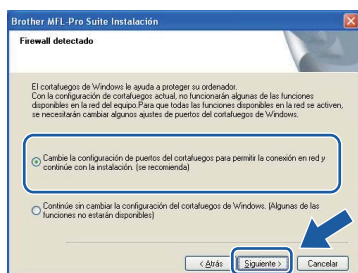 Brother MFL-Pro Suite Instalación
Firewall detectado
El cortafuegos de Windows le ayuda a proteger su ordenador.
Con la configuración de cortafuegos actual, no funcionarán algunas de las funciones
disponibles en la red del equipo.Para que todas las funciones disponibles en la red se activen,
se necesitarán cambiar algunos ajustes de puertos del cortafuegos de Windows.
Cambie la configuración de puertos del cortafuegos para permitir la conexión en red y
continúe con la instalación. (se recomienda)
Continúe sin cambiar la configuración del cortafuegos de Windows. (Algunas de las
funciones no estarán disponibles)
< Atrás Siguiente > Cancelar